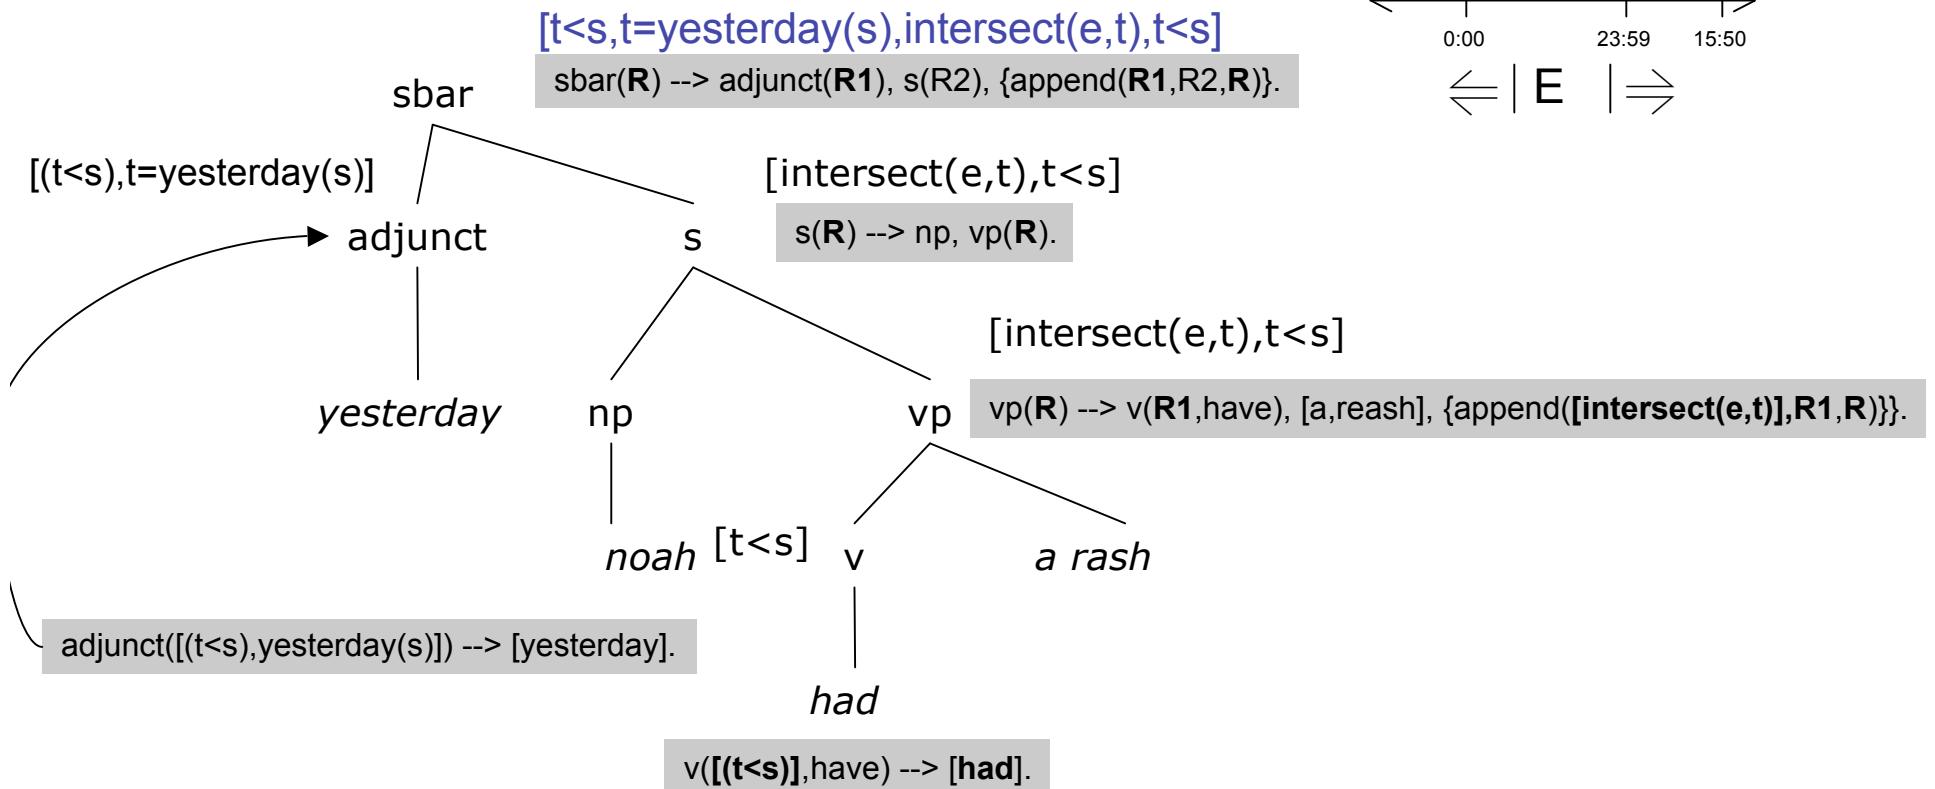 [t<s,t=yesterday(s),intersect(e,t),t<s]
0:00 23:59 15:50
sbar
sbar(R) --> adjunct(R1), s(R2), {append(R1,R2,R)}.
E
[(t<s),t=yesterday(s)]
[intersect(e,t),t<s]
adjunct
s
s(R) --> np, vp(R).
[intersect(e,t),t<s]
yesterday
np
vp
vp(R) --> v(R1,have), [a,reash], {append([intersect(e,t)],R1,R)}}.
noah
[t<s]
v
a rash
adjunct([(t<s),yesterday(s)]) --> [yesterday].
had
v([(t<s)],have) --> [had].